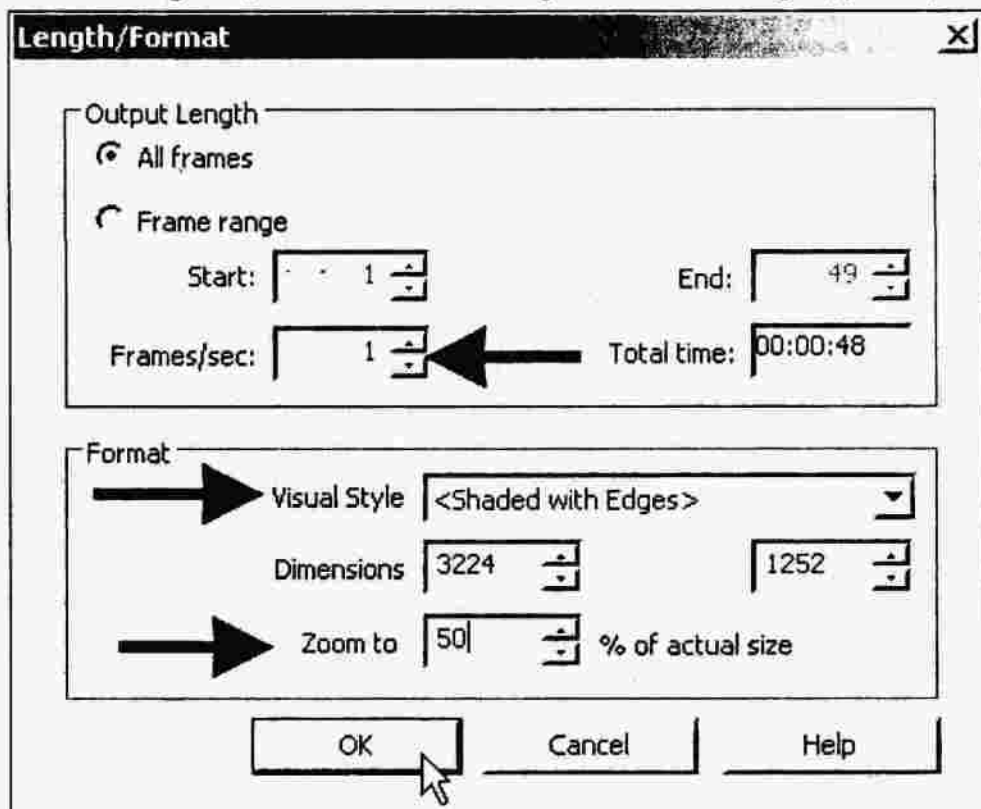 Length/Format
Output Length
All frames
Frame range
Start: 1 End: 49
Frames/sec: 1 Total time: 00:00:48
Format
Visual Style <Shaded with Edges>
Dimensions 3224 1252
Zoom to 50 % of actual size
OK Cancel Help